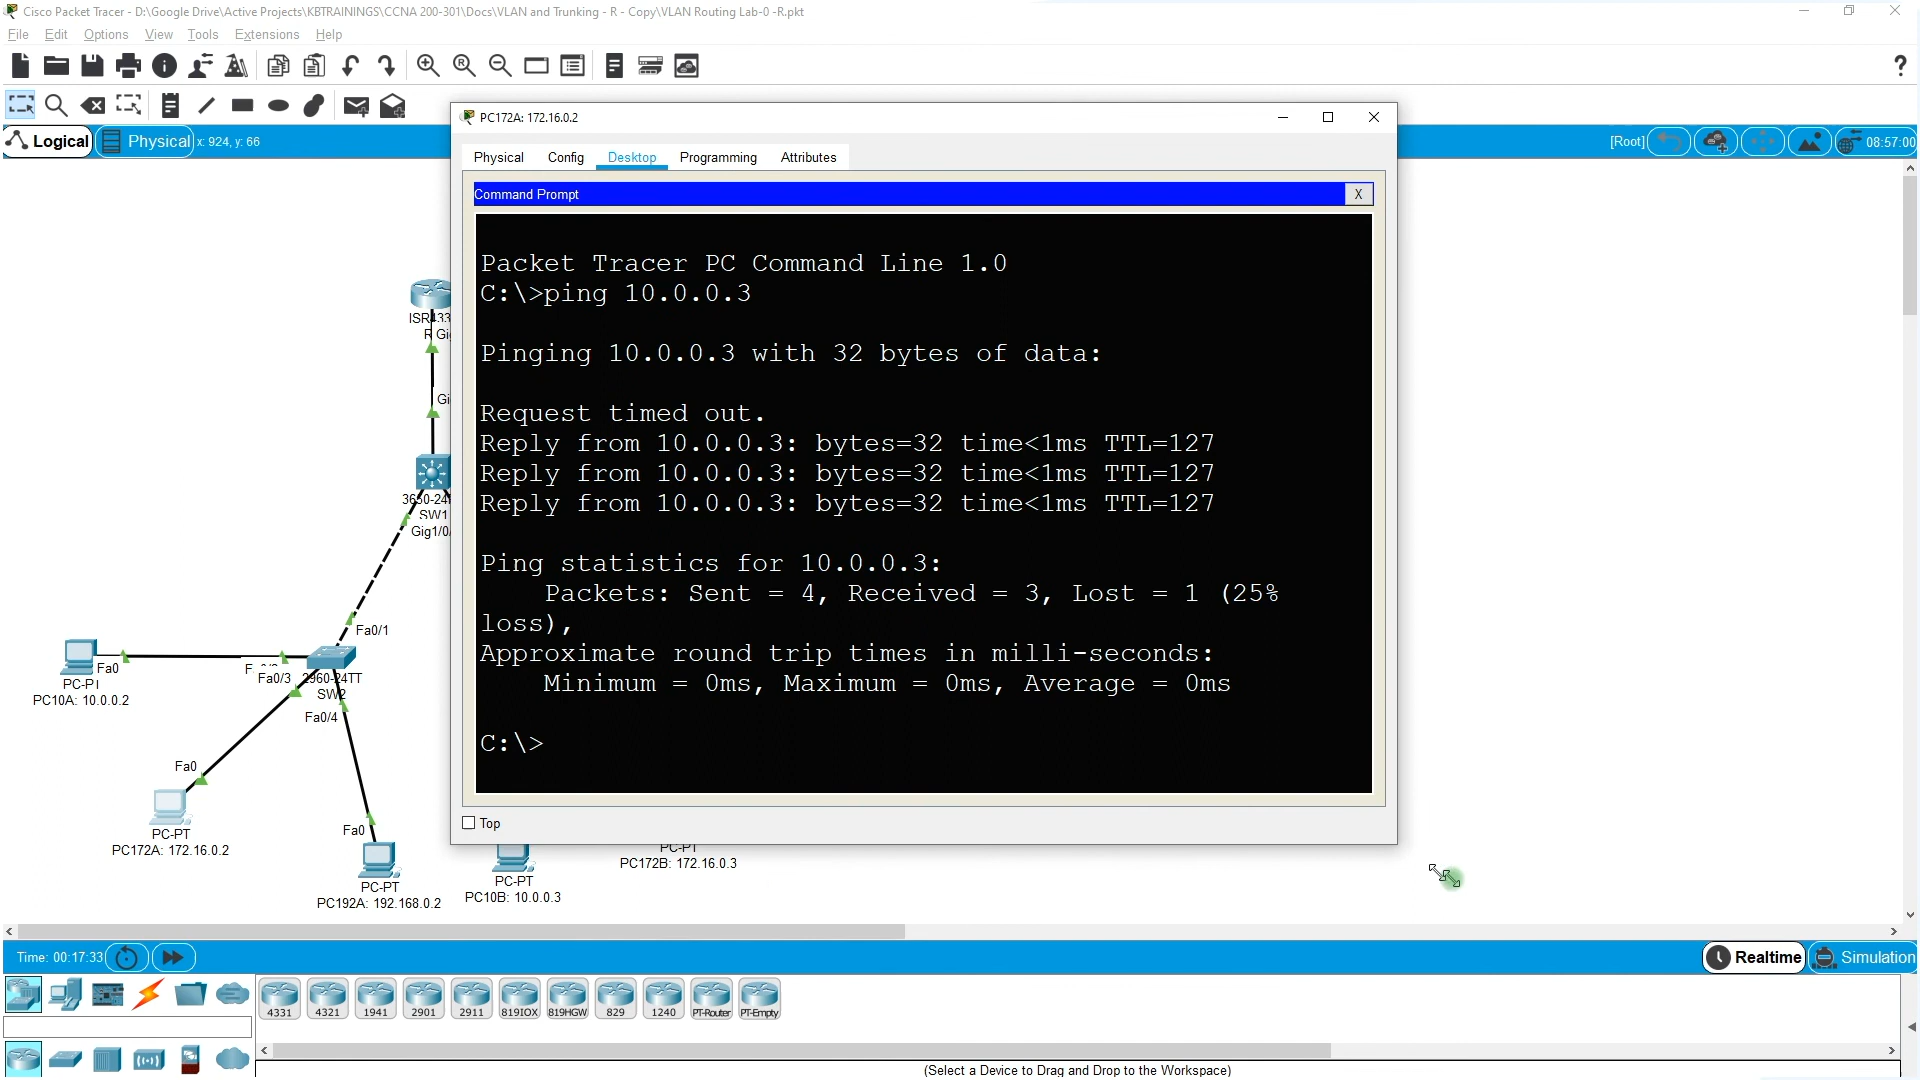 Cisco Packet Tracer - D:\Google Drive\Active Projects\KBTRAININGS\CCNA 200-301\Docs\VLAN and Trunking - R - Copy\VLAN Routing Lab-0 -R.pkt
File Edit Options View Tools Extensions Help
Logical Physical x: 924, y: 66
[Root] 08:57:00
PC172A: 172.16.0.2
Physical Config Desktop Programming Attributes
Command Prompt X
Packet Tracer PC Command Line 1.0
C:\>ping 10.0.0.3
Pinging 10.0.0.3 with 32 bytes of data:
Request timed out.
Reply from 10.0.0.3: bytes=32 time<1ms TTL=127
Reply from 10.0.0.3: bytes=32 time<1ms TTL=127
Reply from 10.0.0.3: bytes=32 time<1ms TTL=127
Ping statistics for 10.0.0.3:
Packets: Sent = 4, Received = 3, Lost = 1 (25%
loss),
Approximate round trip times in milli-seconds:
Minimum = 0ms, Maximum = 0ms, Average = 0ms
C:\>
Top
ISR433
R Gi
Gi
3650-24
SW1
Gig1/0/
Fa0/1
Fa0
Fa0/3
2960-24TT
SW2
Fa0/4
PC-PT
PC10A: 10.0.0.2
Fa0
PC-PT
PC172A: 172.16.0.2
Fa0
PC-PT
PC192A: 192.168.0.2
PC-PT
PC10B: 10.0.0.3
PC-PT
PC172B: 172.16.0.3
Time: 00:17:33
Realtime Simulation
4331 4321 1941 2901 2911 819IOX 819HGW 829 1240 PT-Router PT-Empty
(Select a Device to Drag and Drop to the Workspace)